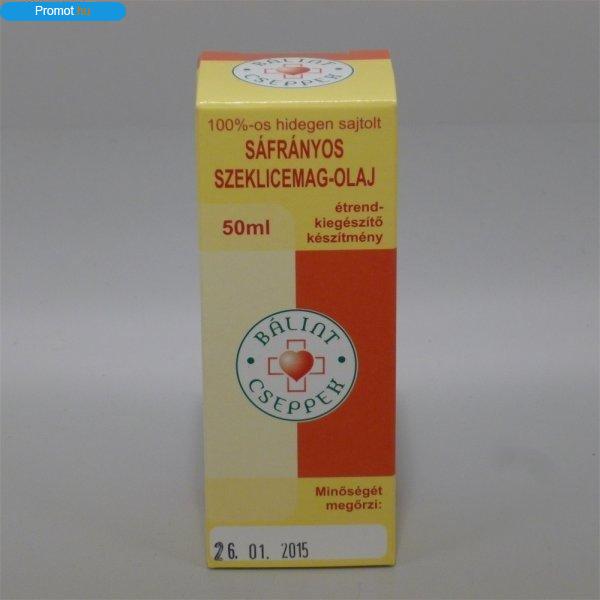 Promot.hu
BÁLINT
CSEPPEK
100%-os hidegen sajtolt
SÁFRÁNYOS
SZEKLICEMAG-OLAJ
50ml
étrend-
kiegészítő
készítmény
BÁLINT
CSEPPEK
Minőségét
megőrzi:
26. 01. 2015